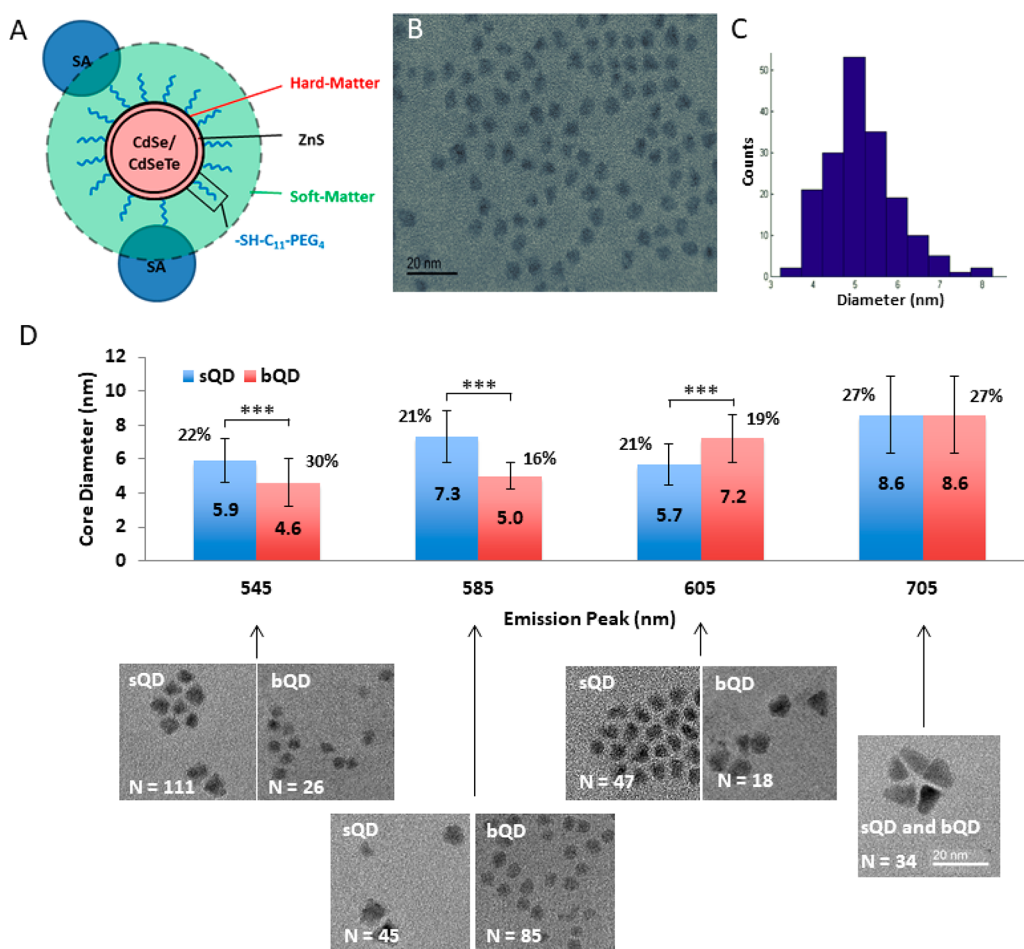 A
SA
CdSe/
CdSeTe
SA
Hard-Matter
ZnS
Soft-Matter
-SH-C₁₁-PEG₄
B
20 nm
C
Counts
50
40
30
20
10
0
3 4 5 6 7 8
Diameter (nm)
D
Core Diameter (nm)
12
10
8
6
4
2
0
sQD bQD
22% *** 30%
5.9 4.6
21% *** 16%
7.3 5.0
21% *** 19%
5.7 7.2
27% 27%
8.6 8.6
545 585 605 705
Emission Peak (nm)
sQD
N = 111
bQD
N = 26
sQD
N = 45
bQD
N = 85
sQD
N = 47
bQD
N = 18
sQD and bQD
N = 34
20 nm